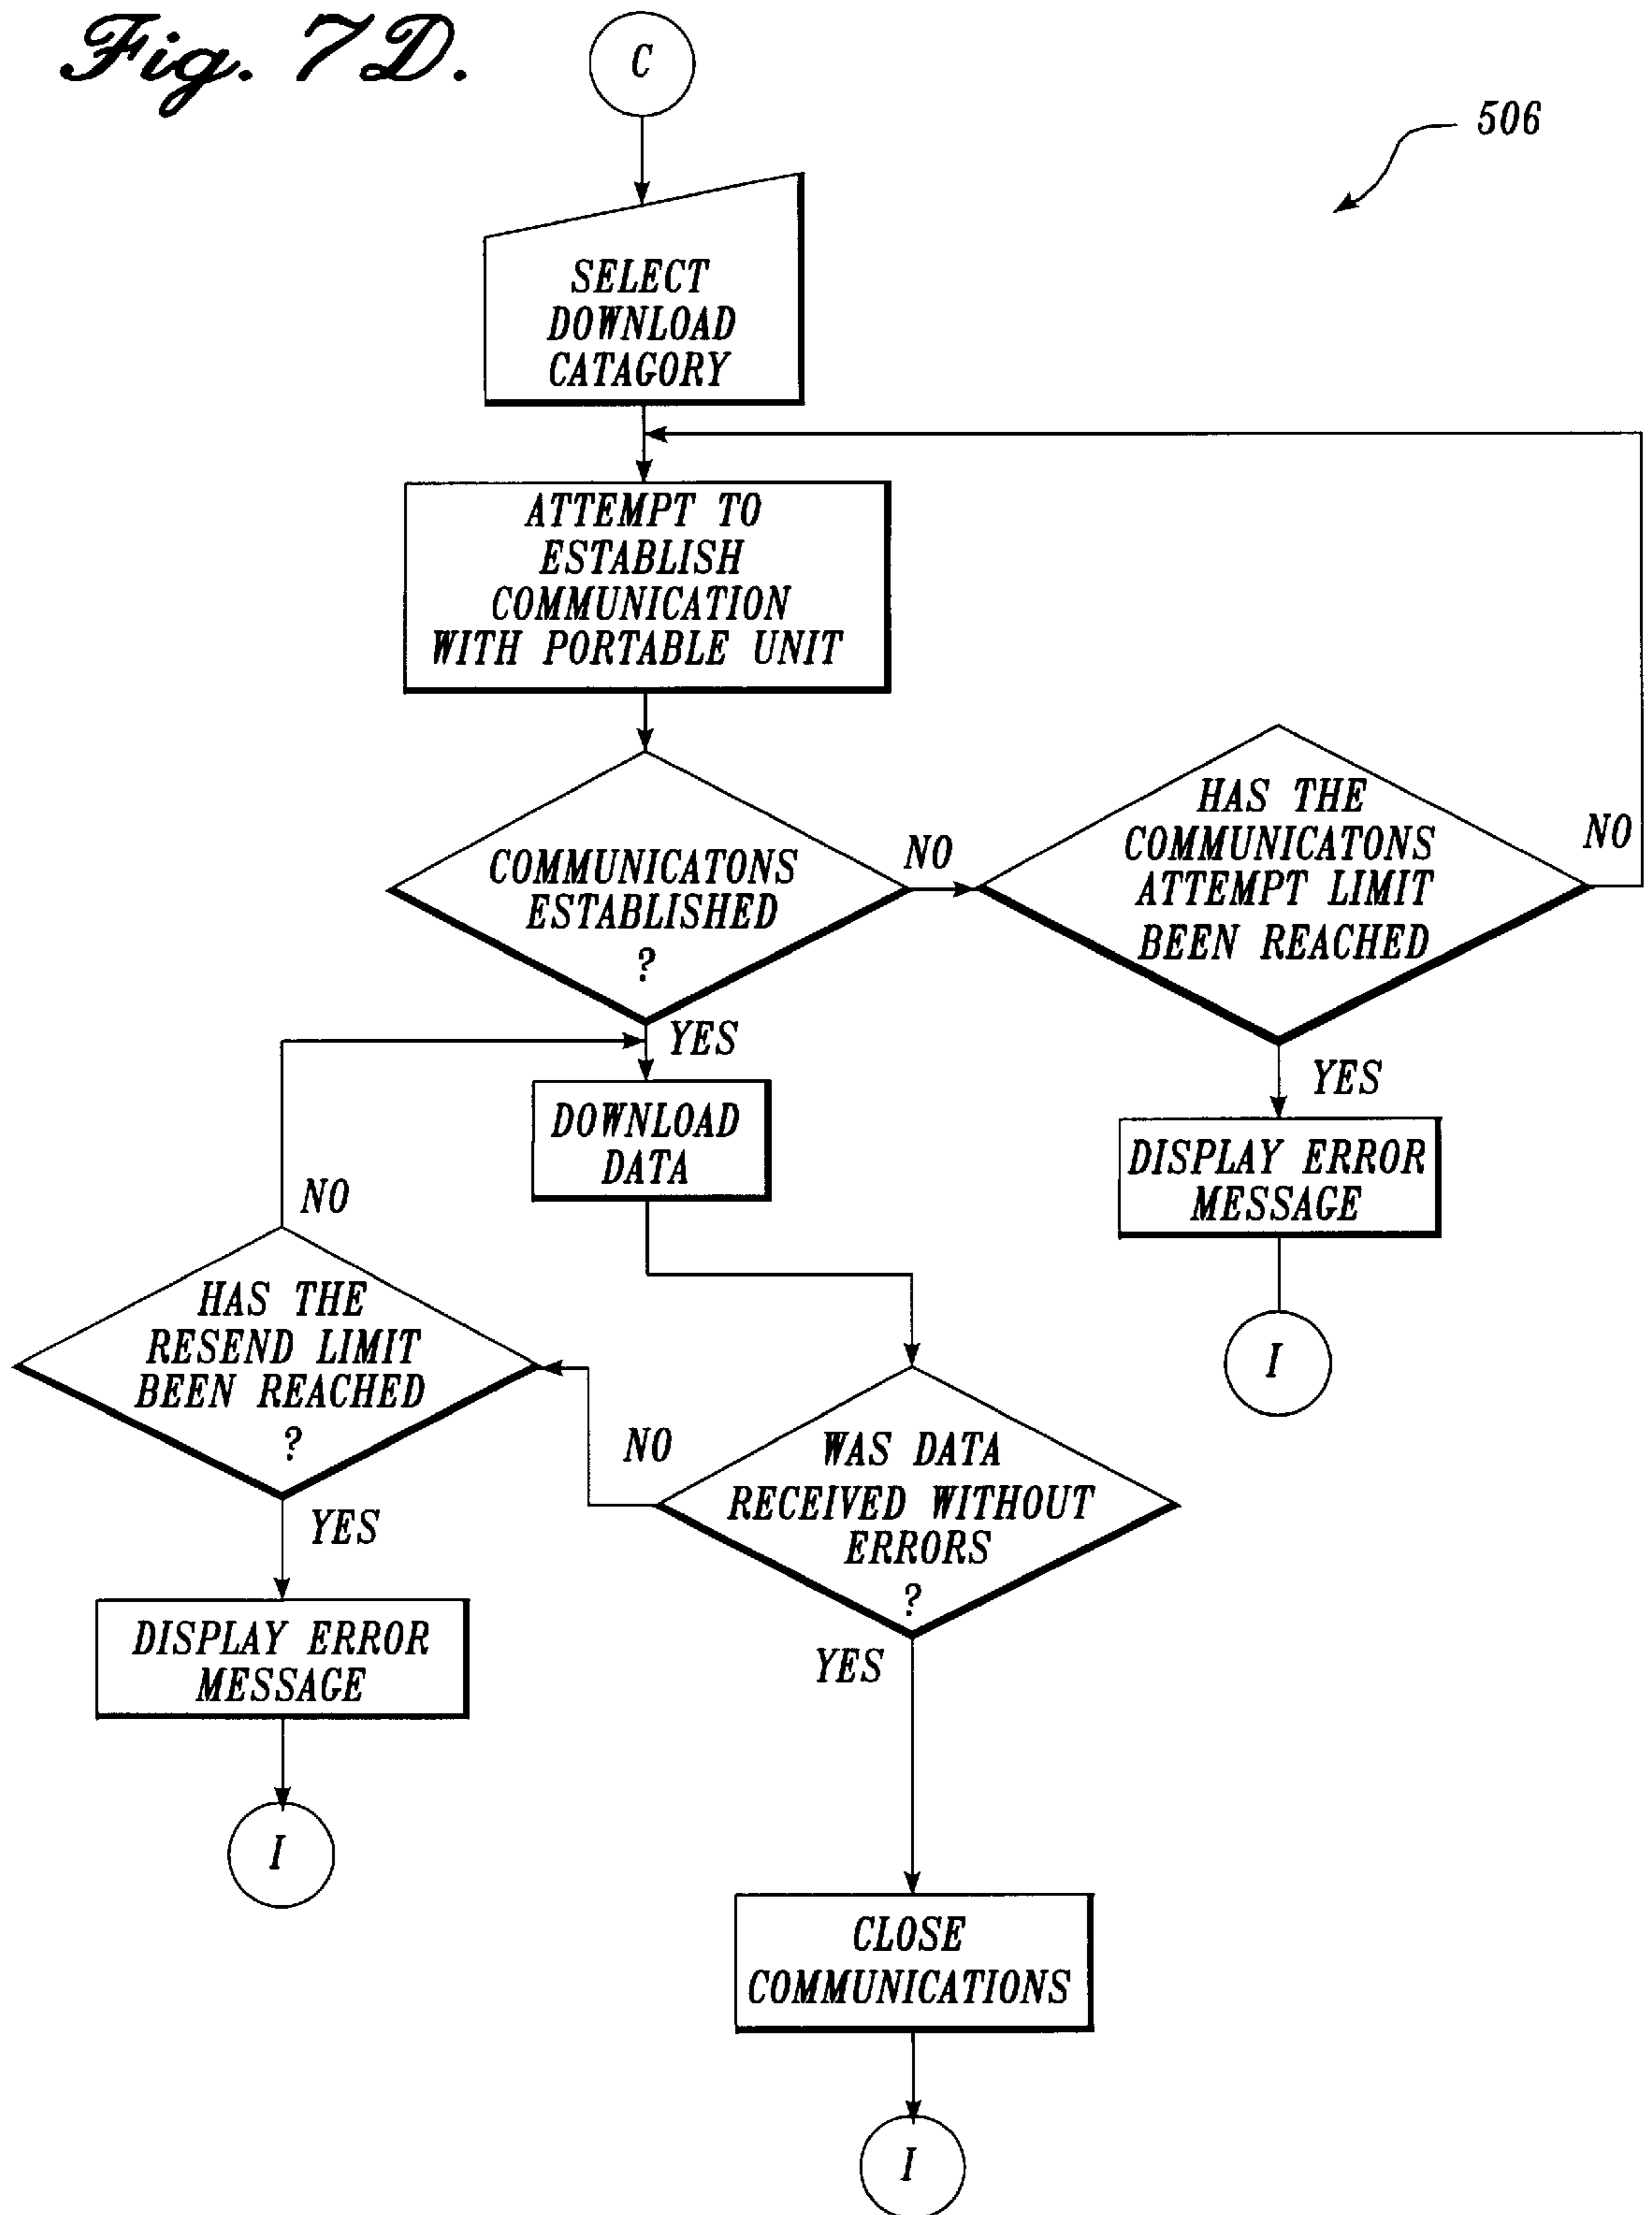 Fig. 7D.
C
506
SELECT
DOWNLOAD
CATAGORY
ATTEMPT TO
ESTABLISH
COMMUNICATION
WITH PORTABLE UNIT
COMMUNICATONS
ESTABLISHED
?
NO
HAS THE
COMMUNICATONS
ATTEMPT LIMIT
BEEN REACHED
NO
YES
DISPLAY ERROR
MESSAGE
I
YES
DOWNLOAD
DATA
NO
HAS THE
RESEND LIMIT
BEEN REACHED
?
NO
WAS DATA
RECEIVED WITHOUT
ERRORS
?
YES
DISPLAY ERROR
MESSAGE
I
YES
CLOSE
COMMUNICATIONS
I